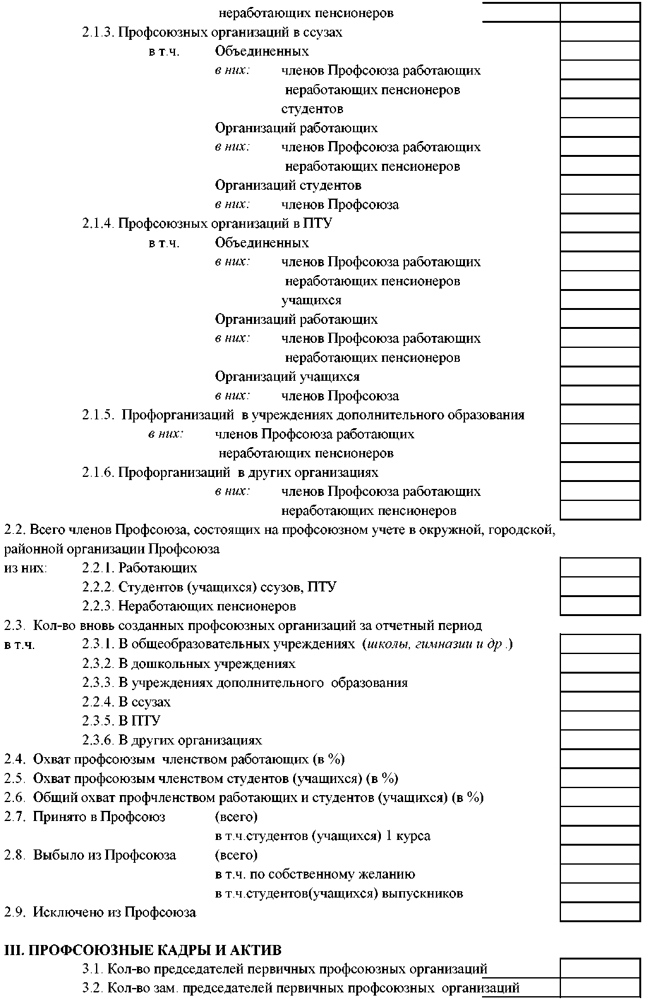 неработающих пенсионеров
2.1.3. Профсоюзных организаций в ссузах
в т.ч. Объединенных
в них: членов Профсоюза работающих
неработающих пенсионеров
студентов
Организаций работающих
в них: членов Профсоюза работающих
неработающих пенсионеров
Организаций студентов
в них: членов Профсоюза
2.1.4. Профсоюзных организаций в ПТУ
в т.ч. Объединенных
в них: членов Профсоюза работающих
неработающих пенсионеров
учащихся
Организаций работающих
в них: членов Профсоюза работающих
неработающих пенсионеров
Организаций учащихся
в них: членов Профсоюза
2.1.5. Профорганизаций в учреждениях дополнительного образования
в них: членов Профсоюза работающих
неработающих пенсионеров
2.1.6. Профорганизаций в других организациях
в них: членов Профсоюза работающих
неработающих пенсионеров
2.2. Всего членов Профсоюза, состоящих на профсоюзном учете в окружной, городской,
районной организации Профсоюза
из них: 2.2.1. Работающих
2.2.2. Студентов (учащихся) ссузов, ПТУ
2.2.3. Неработающих пенсионеров
2.3. Кол-во вновь созданных профсоюзных организаций за отчетный период
в т.ч. 2.3.1. В общеобразовательных учреждениях (школы, гимназии и др .)
2.3.2. В дошкольных учреждениях
2.3.3. В учреждениях дополнительного образования
2.2.4. В ссузах
2.3.5. В ПТУ
2.3.6. В других организациях
2.4. Охват профсоюзым членством работающих (в %)
2.5. Охват профсоюзым членством студентов (учащихся) (в %)
2.6. Общий охват профчленством работающих и студентов (учащихся) (в %)
2.7. Принято в Профсоюз (всего)
в т.ч.студентов (учащихся) 1 курса
2.8. Выбыло из Профсоюза (всего)
в т.ч. по собственному желанию
в т.ч.студентов(учащихся) выпускников
2.9. Исключено из Профсоюза
III. ПРОФСОЮЗНЫЕ КАДРЫ И АКТИВ
3.1. Кол-во председателей первичных профсоюзных организаций
3.2. Кол-во зам. председателей первичных профсоюзных организаций